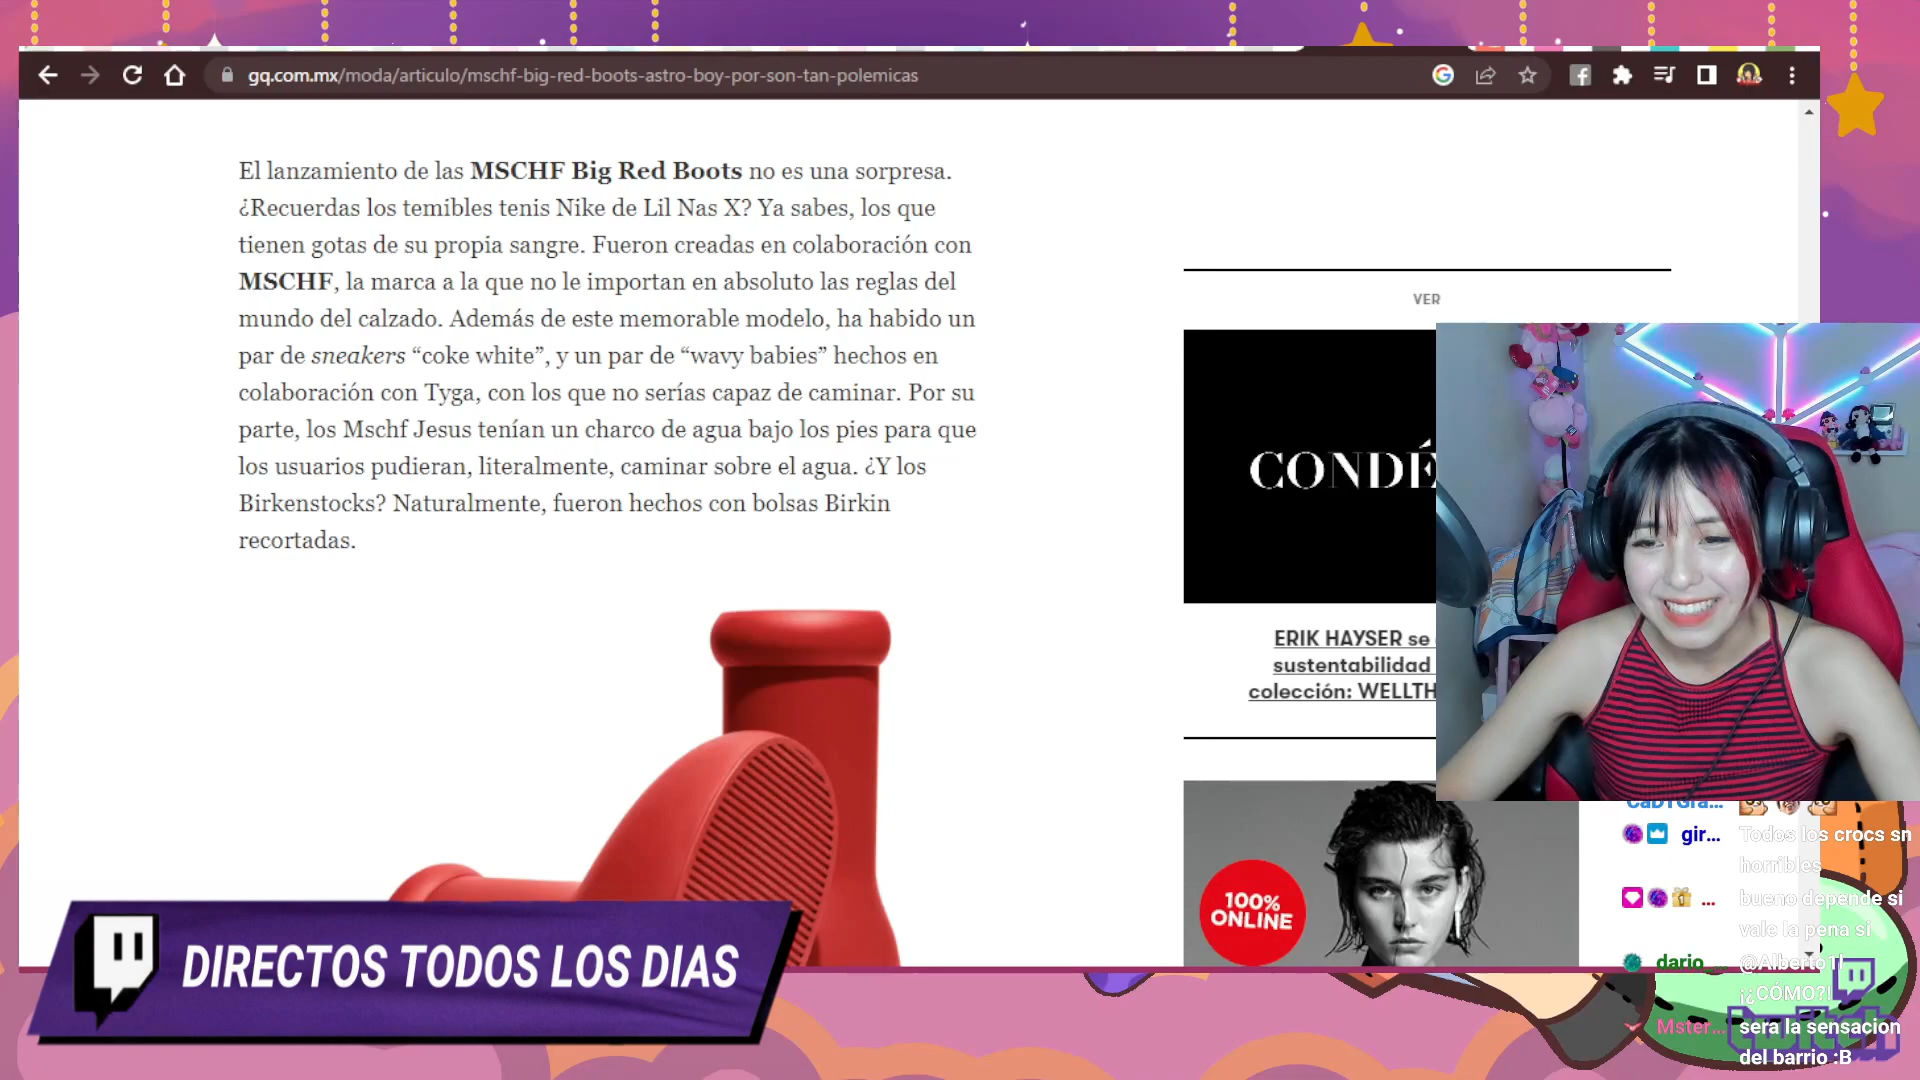 gq.com.mx/moda/articulo/mschf-big-red-boots-astro-boy-por-son-tan-polemicas
El lanzamiento de las MSCHF Big Red Boots no es una sorpresa.
¿Recuerdas los temibles tenis Nike de Lil Nas X? Ya sabes, los que
tienen gotas de su propia sangre. Fueron creadas en colaboración con
MSCHF, la marca a la que no le importan en absoluto las reglas del
mundo del calzado. Además de este memorable modelo, ha habido un
par de sneakers “coke white”, y un par de “wavy babies” hechos en
colaboración con Tyga, con los que no serías capaz de caminar. Por su
parte, los Mschf Jesus tenían un charco de agua bajo los pies para que
los usuarios pudieran, literalmente, caminar sobre el agua. ¿Y los
Birkenstocks? Naturalmente, fueron hechos con bolsas Birkin
recortadas.
VER
CONDÉ
ERIK HAYSER se
sustentabilidad
colección: WELLTH
100%
ONLINE
gir... Todos los crocs sn
horribles
... bueno depende si
vale la pena si
dario... @Alberto1l
¡¿CÓMO?!
Mster... sera la sensacion
del barrio :B
twitch
DIRECTOS TODOS LOS DIAS